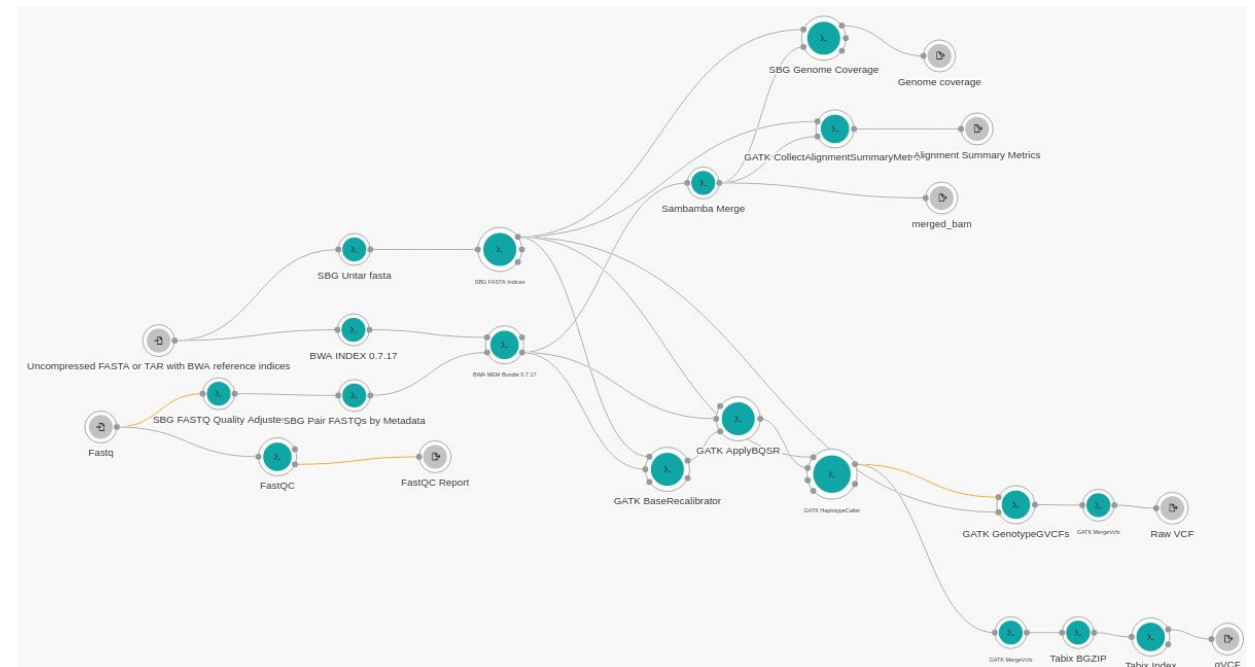 SBG Genome Coverage
Genome coverage
GATK CollectAlignmentSummaryMetr
Alignment Summary Metrics
Sambamba Merge
merged_bam
SBG Untar fasta
SBG FASTA Indices
Uncompressed FASTA or TAR with BWA reference indices
BWA INDEX 0.7.17
BWA MEM Bundle 0.7.17
SBG FASTQ Quality Adjuste
SBG Pair FASTQs by Metadata
Fastq
FastQC
FastQC Report
GATK ApplyBQSR
GATK BaseRecalibrator
GATK HaplotypeCaller
GATK GenotypeGVCFs
GATK MergeVcfs
Raw VCF
GATK MergeVcfs
Tabix BGZIP
Tabix Index
gVCF